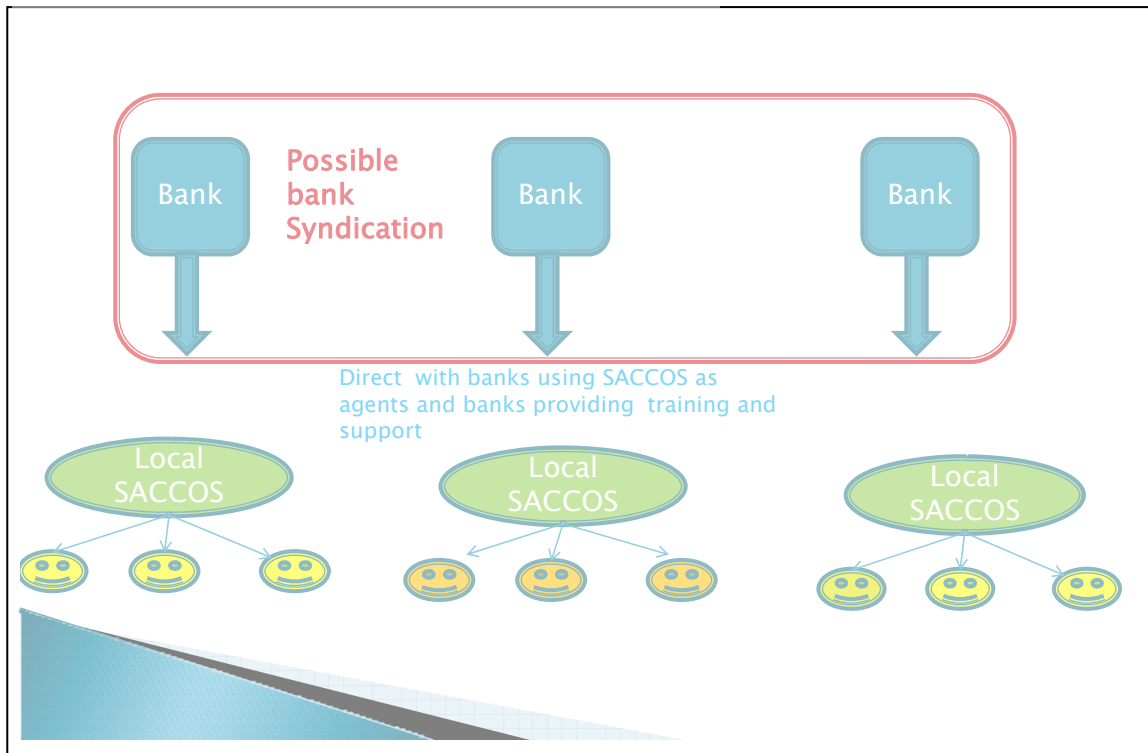 Bank
Possible
bank
Syndication
Bank
Bank
Direct with banks using SACCOS as
agents and banks providing training and
support
Local
SACCOS
Local
SACCOS
Local
SACCOS